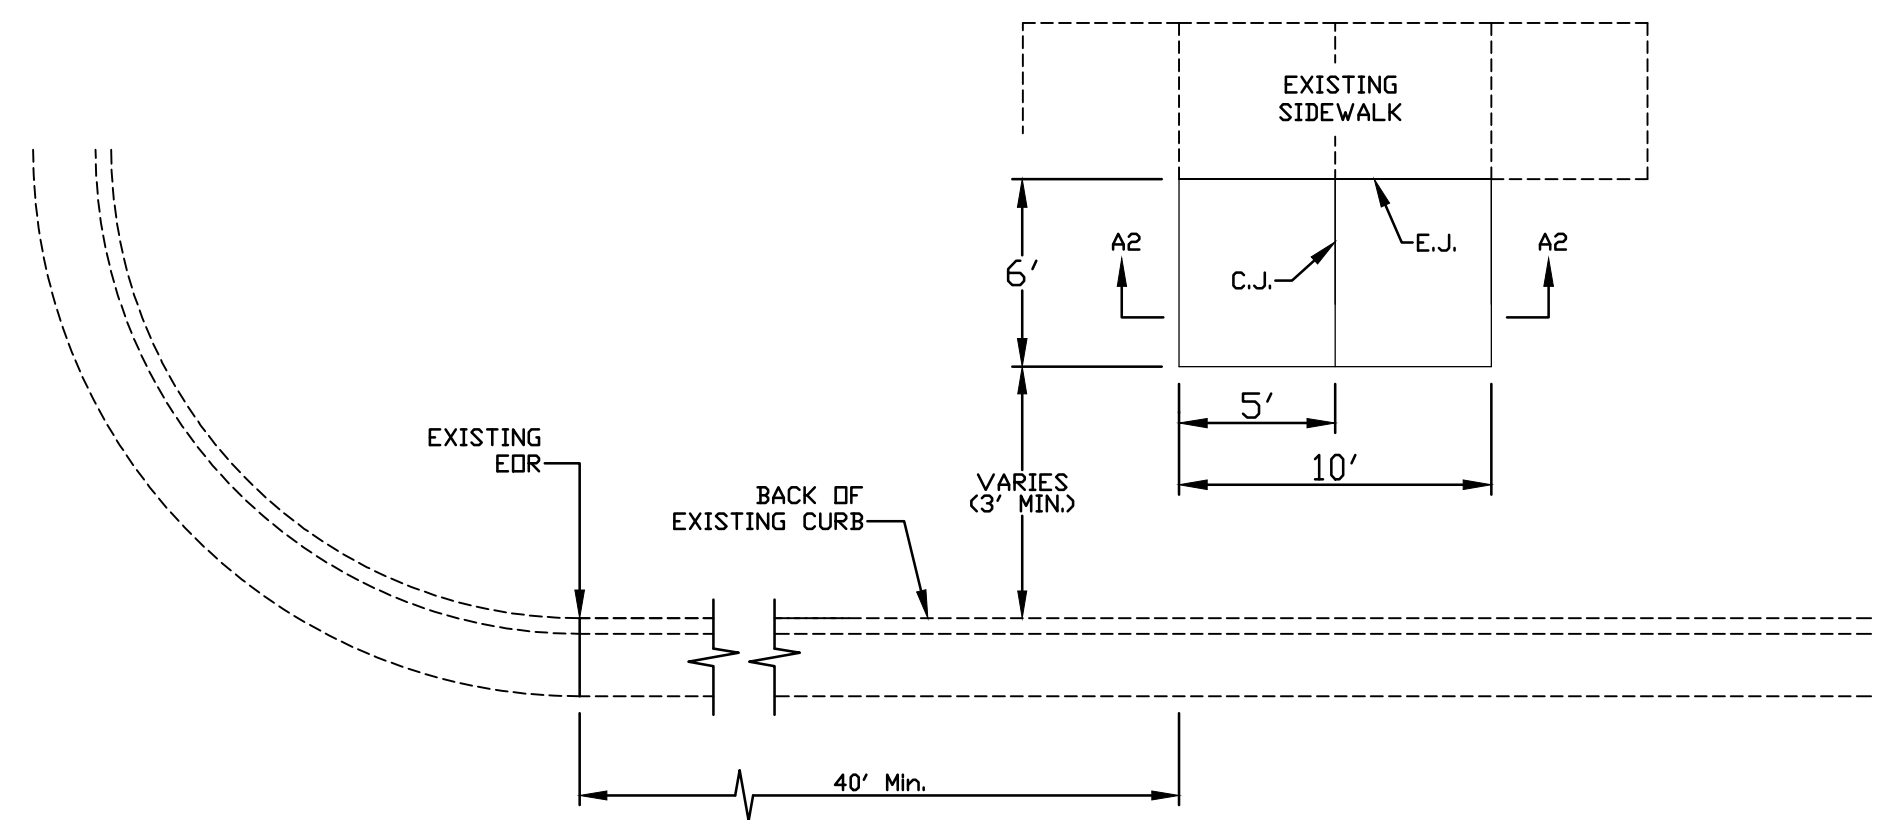 EXISTING
SIDEWALK
A2
A2
E.J.
C.J.
6'
5'
10'
EXISTING
EOR
VARIES
(3' MIN.)
BACK OF
EXISTING CURB
40' Min.